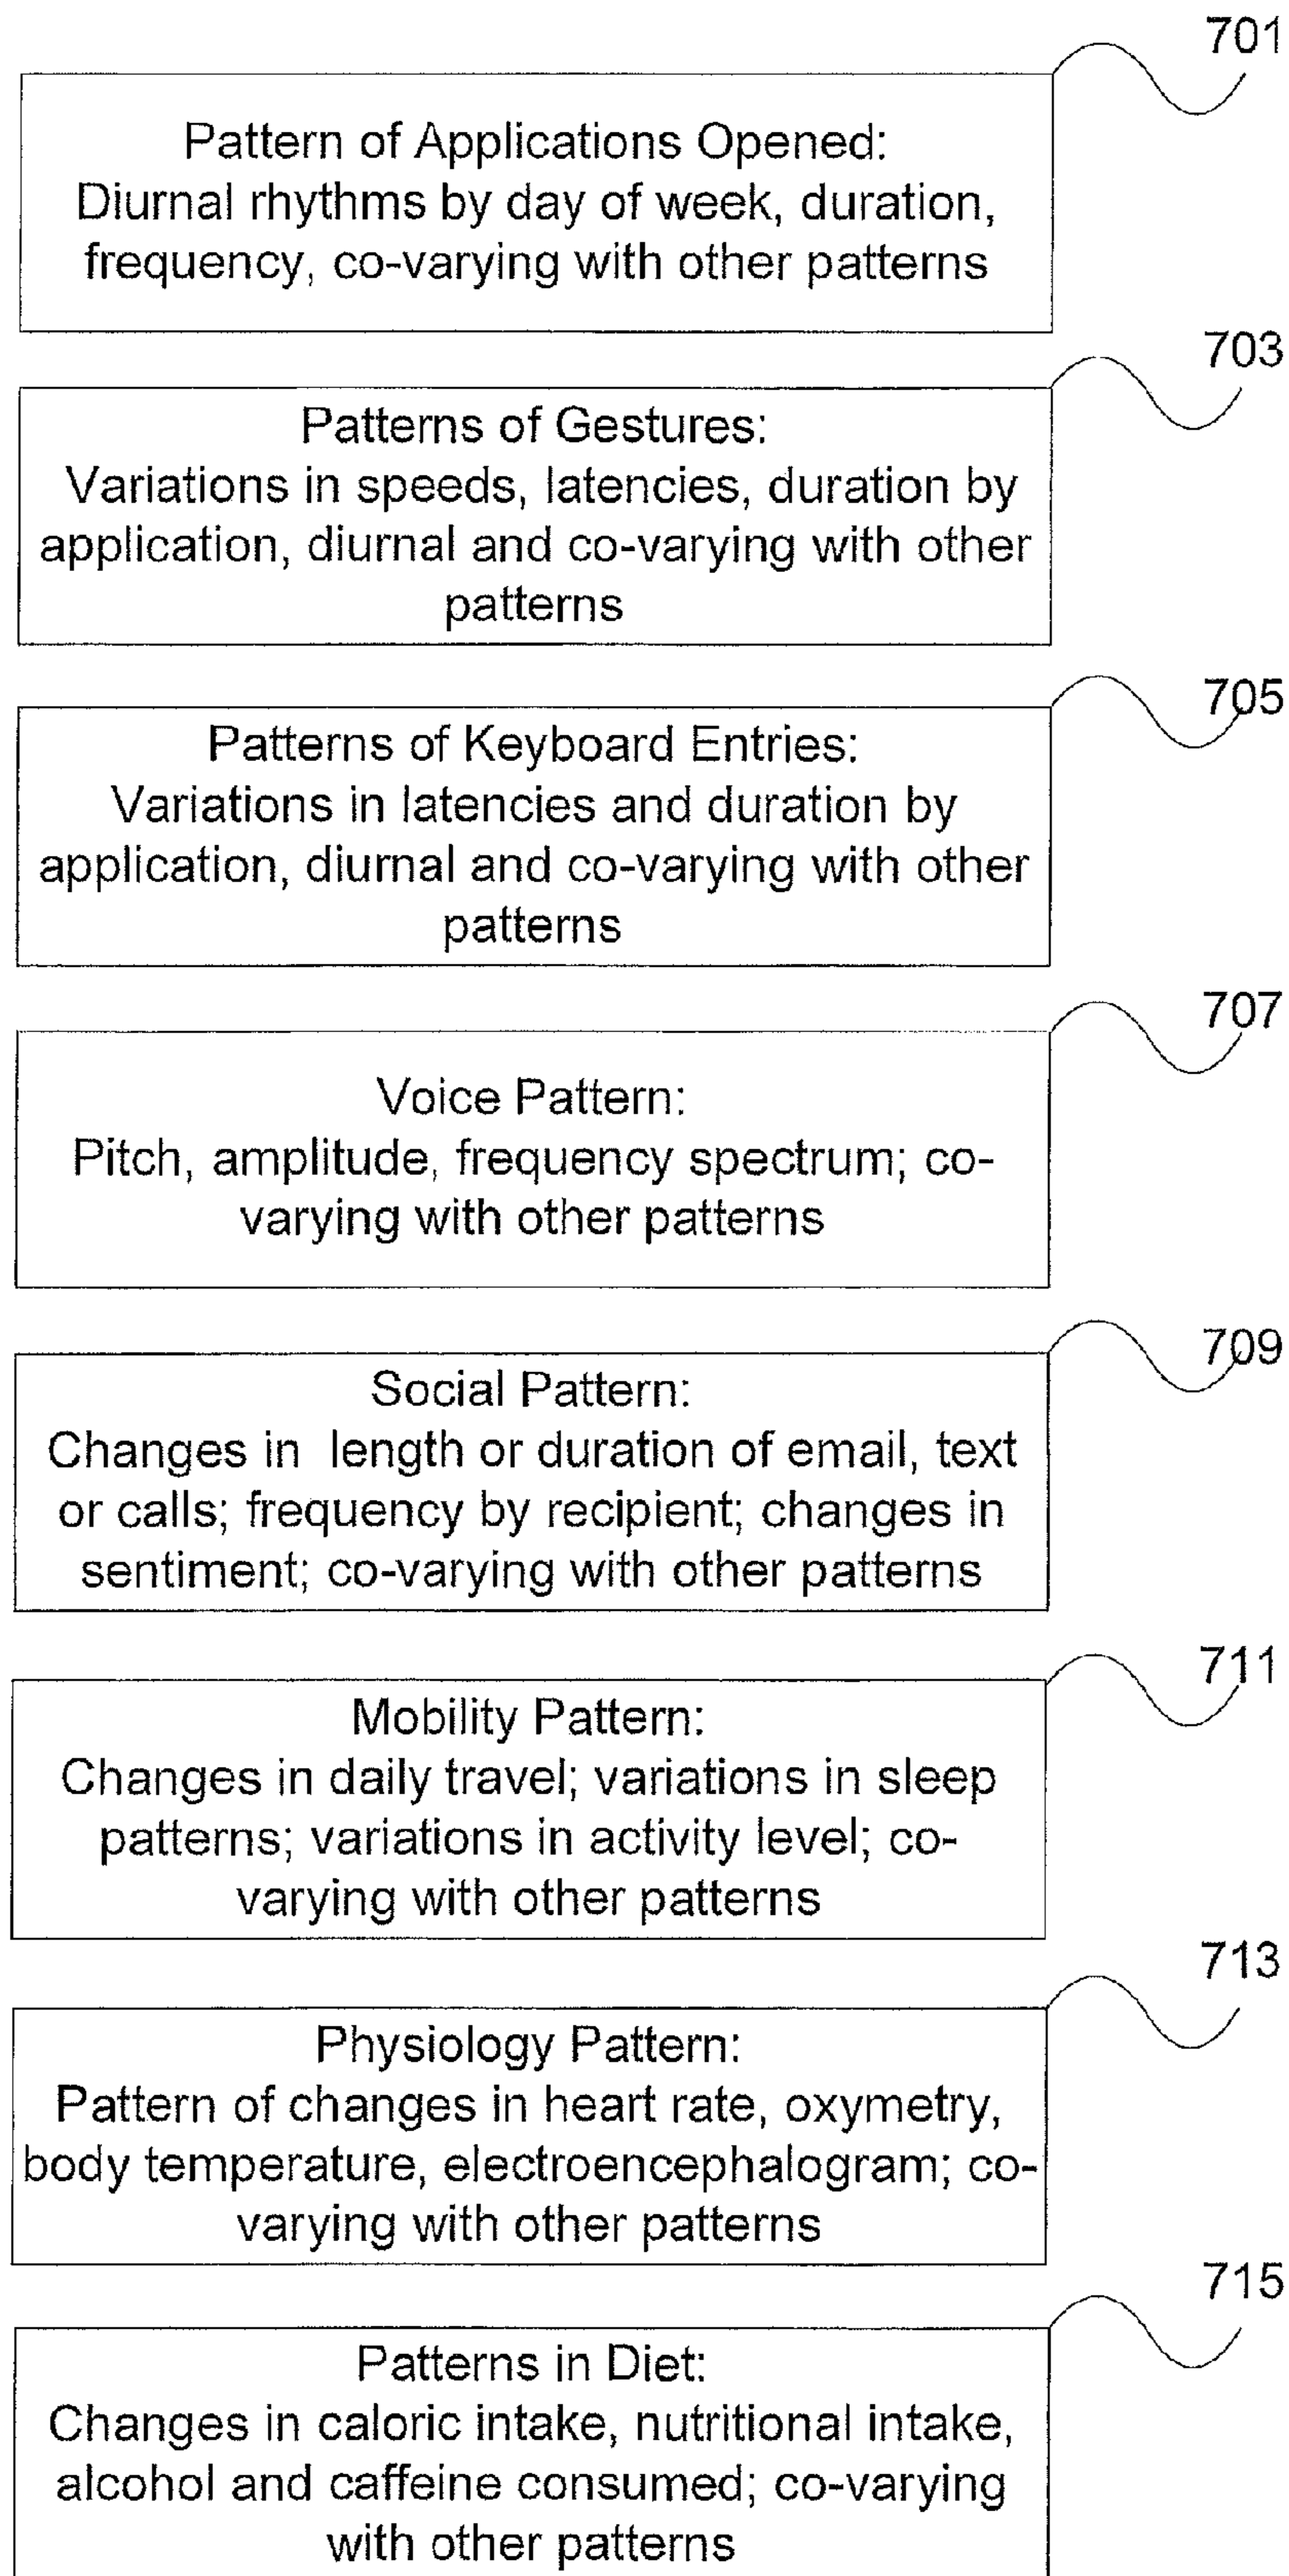 701
Pattern of Applications Opened:
Diurnal rhythms by day of week, duration,
frequency, co-varying with other patterns
703
Patterns of Gestures:
Variations in speeds, latencies, duration by
application, diurnal and co-varying with other
patterns
705
Patterns of Keyboard Entries:
Variations in latencies and duration by
application, diurnal and co-varying with other
patterns
707
Voice Pattern:
Pitch, amplitude, frequency spectrum; co-
varying with other patterns
709
Social Pattern:
Changes in length or duration of email, text
or calls; frequency by recipient; changes in
sentiment; co-varying with other patterns
711
Mobility Pattern:
Changes in daily travel; variations in sleep
patterns; variations in activity level; co-
varying with other patterns
713
Physiology Pattern:
Pattern of changes in heart rate, oxymetry,
body temperature, electroencephalogram; co-
varying with other patterns
715
Patterns in Diet:
Changes in caloric intake, nutritional intake,
alcohol and caffeine consumed; co-varying
with other patterns